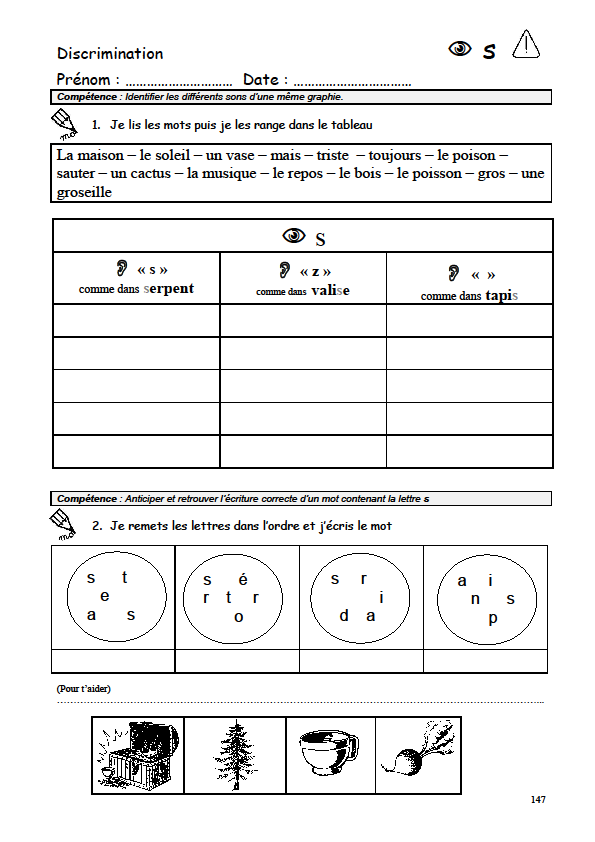 Discrimination s !
Prénom : ………………………… Date : ……………………………
Compétence : Identifier les différents sons d'une même graphie.
1. Je lis les mots puis je les range dans le tableau
La maison – le soleil – un vase – mais – triste – toujours – le poison –
sauter – un cactus – la musique – le repos – le bois – le poisson – gros – une
groseille
S
« s » « z » « »
comme dans serpent comme dans valise comme dans tapis
Compétence : Anticiper et retrouver l'écriture correcte d'un mot contenant la lettre s
2. Je remets les lettres dans l'ordre et j'écris le mot
s t s é s r a i
e r t r i n s
a s o d a p
(Pour t'aider)
147